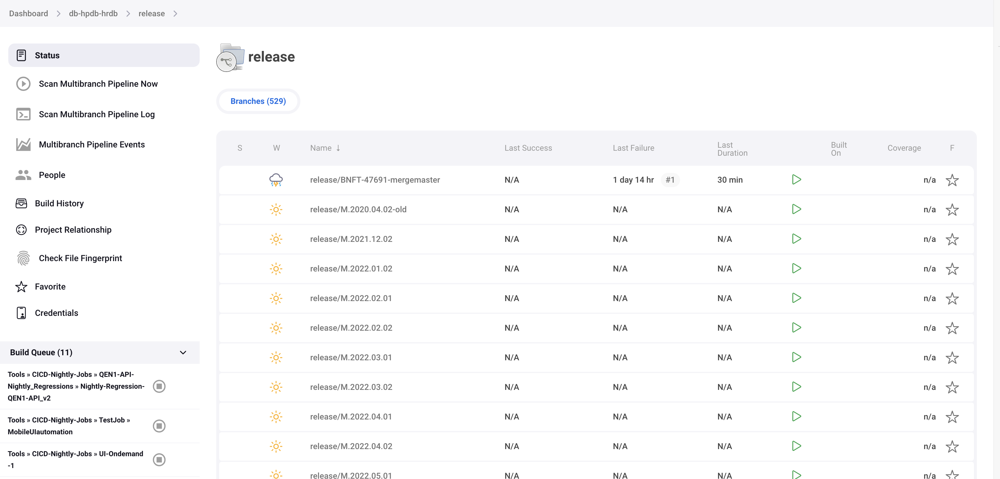 Dashboard > db-hpdb-hrdb > release >
Status
Scan Multibranch Pipeline Now
Scan Multibranch Pipeline Log
Multibranch Pipeline Events
People
Build History
Project Relationship
Check File Fingerprint
Favorite
Credentials
Build Queue (11)
Tools » CICD-Nightly-Jobs » QEN1-API-
Nightly_Regressions » Nightly-Regression-
QEN1-API_v2
Tools » CICD-Nightly-Jobs » TestJob »
MobileUIautomation
Tools » CICD-Nightly-Jobs » UI-Ondemand
-1
release
Branches (529)
S W Name ↓ Last Success Last Failure Last Duration Built On Coverage F
release/BNFT-47691-mergemaster N/A 1 day 14 hr #1 30 min n/a
release/M.2020.04.02-old N/A N/A N/A n/a
release/M.2021.12.02 N/A N/A N/A n/a
release/M.2022.01.02 N/A N/A N/A n/a
release/M.2022.02.01 N/A N/A N/A n/a
release/M.2022.02.02 N/A N/A N/A n/a
release/M.2022.03.01 N/A N/A N/A n/a
release/M.2022.03.02 N/A N/A N/A n/a
release/M.2022.04.01 N/A N/A N/A n/a
release/M.2022.04.02 N/A N/A N/A n/a
release/M.2022.05.01 N/A N/A N/A n/a